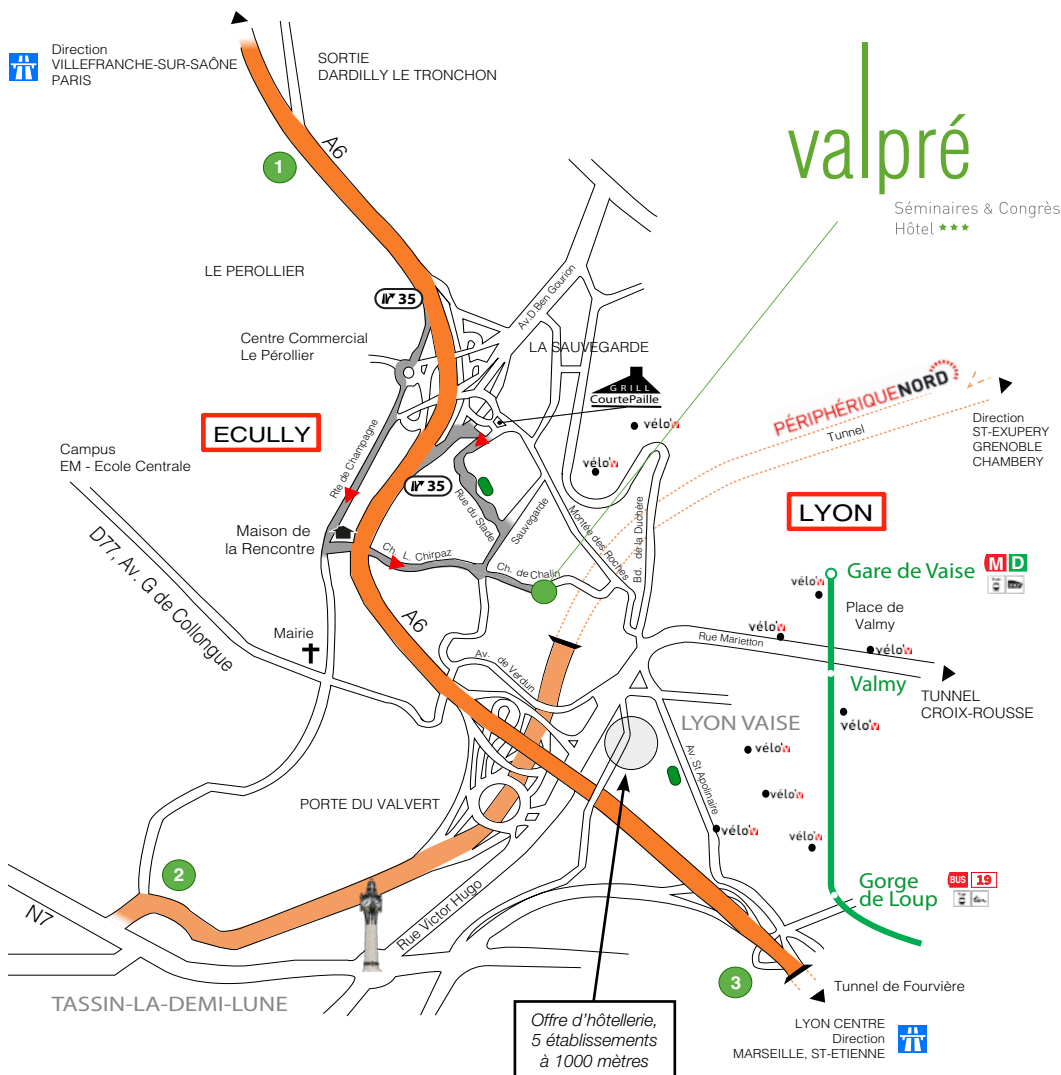 Direction
VILLEFRANCHE-SUR-SAÔNE
PARIS
SORTIE
DARDILLY LE TRONCHON
A6
1
valpré
Séminaires & Congrès
Hôtel ★★★
LE PEROLLIER
35
Av.D.Ben Gourion
Centre Commercial
Le Pérollier
LA SAUVEGARDE
GRILL
CourtePaille
vélo'v
vélo'v
PÉRIPHÉRIQUENORD
Tunnel
Direction
ST-EXUPERY
GRENOBLE
CHAMBERY
ECULLY
Campus
EM - Ecole Centrale
Rte de Champagne
35
Rue du Stade
Sauvegarde
Montée des Roches
Bd. de la Duchère
LYON
Maison de
la Rencontre
Ch. L. Chirpaz
Ch. de Chalin
D77, Av. G de Collongue
A6
Gare de Vaise
M D
vélo'v
Place de
Valmy
vélo'v
Rue Marietton
vélo'v
Mairie
Av. de Verdun
Valmy
TUNNEL
CROIX-ROUSSE
LYON VAISE
vélo'v
vélo'v
Av. St Apolinaire
vélo'v
vélo'v
vélo'v
PORTE DU VALVERT
2
N7
Rue Victor Hugo
Gorge
de Loup
BUS 19
TASSIN-LA-DEMI-LUNE
3
Tunnel de Fourvière
Offre d'hôtellerie,
5 établissements
à 1000 mètres
LYON CENTRE
Direction
MARSEILLE, ST-ETIENNE